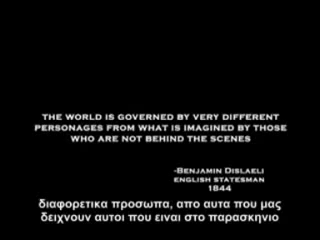 THE WORLD IS GOVERNED BY VERY DIFFERENT
PERSONAGES FROM WHAT IS IMAGINED BY THOSE
WHO ARE NOT BEHIND THE SCENES
-BENJAMIN DISLAELI
ENGLISH STATESMAN
1844
διαφορετικα προσωπα, απο αυτα που μας
δειχνουν αυτοι που ειναι στο παρασκηνιο